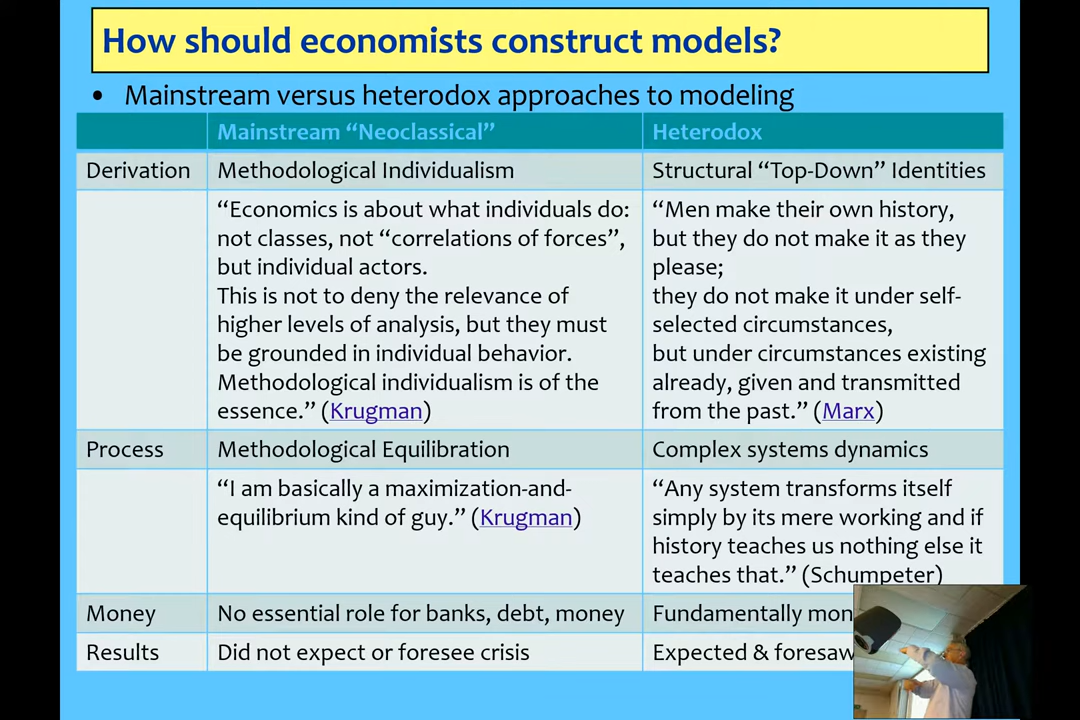 How should economists construct models?
• Mainstream versus heterodox approaches to modeling
Mainstream “Neoclassical”
Heterodox
Derivation
Methodological Individualism
Structural “Top-Down” Identities
“Economics is about what individuals do:
not classes, not “correlations of forces”,
but individual actors.
This is not to deny the relevance of
higher levels of analysis, but they must
be grounded in individual behavior.
Methodological individualism is of the
essence.” (Krugman)
“Men make their own history,
but they do not make it as they
please;
they do not make it under self-
selected circumstances,
but under circumstances existing
already, given and transmitted
from the past.” (Marx)
Process
Methodological Equilibration
Complex systems dynamics
“I am basically a maximization-and-
equilibrium kind of guy.” (Krugman)
“Any system transforms itself
simply by its mere working and if
history teaches us nothing else it
teaches that.” (Schumpeter)
Money
No essential role for banks, debt, money
Fundamentally mon
Results
Did not expect or foresee crisis
Expected & foresaw